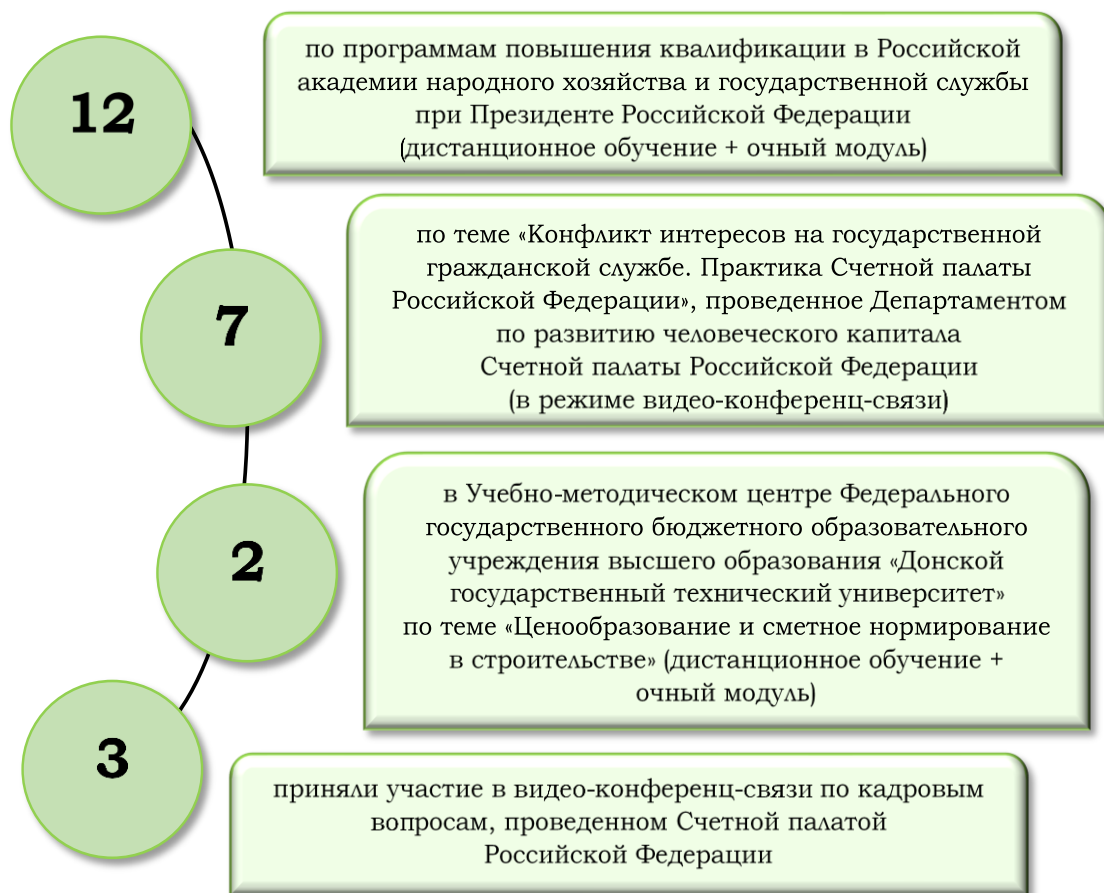 12
по программам повышения квалификации в Российской
академии народного хозяйства и государственной службы
при Президенте Российской Федерации
(дистанционное обучение + очный модуль)
7
по теме «Конфликт интересов на государственной
гражданской службе. Практика Счетной палаты
Российской Федерации», проведенное Департаментом
по развитию человеческого капитала
Счетной палаты Российской Федерации
(в режиме видео-конференц-связи)
2
в Учебно-методическом центре Федерального
государственного бюджетного образовательного
учреждения высшего образования «Донской
государственный технический университет»
по теме «Ценообразование и сметное нормирование
в строительстве» (дистанционное обучение +
очный модуль)
3
приняли участие в видео-конференц-связи по кадровым
вопросам, проведенном Счетной палатой
Российской Федерации